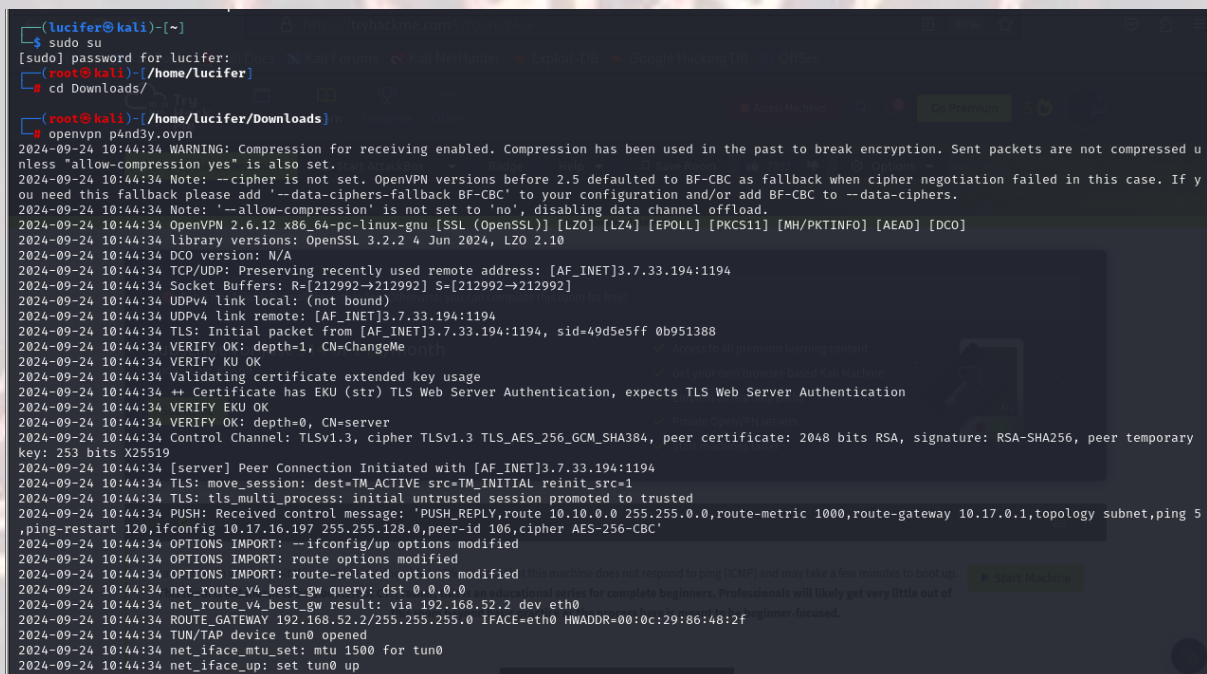 (lucifer㉿kali)-[~]
$ sudo su
[sudo] password for lucifer:
(root㉿kali)-[/home/lucifer]
# cd Downloads/
(root㉿kali)-[/home/lucifer/Downloads]
# openvpn p4nd3y.ovpn
2024-09-24 10:44:34 WARNING: Compression for receiving enabled. Compression has been used in the past to break encryption. Sent packets are not compressed u
nless "allow-compression yes" is also set.
2024-09-24 10:44:34 Note: --cipher is not set. OpenVPN versions before 2.5 defaulted to BF-CBC as fallback when cipher negotiation failed in this case. If y
ou need this fallback please add '--data-ciphers-fallback BF-CBC' to your configuration and/or add BF-CBC to --data-ciphers.
2024-09-24 10:44:34 Note: '--allow-compression' is not set to 'no', disabling data channel offload.
2024-09-24 10:44:34 OpenVPN 2.6.12 x86_64-pc-linux-gnu [SSL (OpenSSL)] [LZO] [LZ4] [EPOLL] [PKCS11] [MH/PKTINFO] [AEAD] [DCO]
2024-09-24 10:44:34 library versions: OpenSSL 3.2.2 4 Jun 2024, LZO 2.10
2024-09-24 10:44:34 DCO version: N/A
2024-09-24 10:44:34 TCP/UDP: Preserving recently used remote address: [AF_INET]3.7.33.194:1194
2024-09-24 10:44:34 Socket Buffers: R=[212992→212992] S=[212992→212992]
2024-09-24 10:44:34 UDPv4 link local: (not bound)
2024-09-24 10:44:34 UDPv4 link remote: [AF_INET]3.7.33.194:1194
2024-09-24 10:44:34 TLS: Initial packet from [AF_INET]3.7.33.194:1194, sid=49d5e5ff 0b951388
2024-09-24 10:44:34 VERIFY OK: depth=1, CN=ChangeMe
2024-09-24 10:44:34 VERIFY KU OK
2024-09-24 10:44:34 Validating certificate extended key usage
2024-09-24 10:44:34 ++ Certificate has EKU (str) TLS Web Server Authentication, expects TLS Web Server Authentication
2024-09-24 10:44:34 VERIFY EKU OK
2024-09-24 10:44:34 VERIFY OK: depth=0, CN=server
2024-09-24 10:44:34 Control Channel: TLSv1.3, cipher TLSv1.3 TLS_AES_256_GCM_SHA384, peer certificate: 2048 bits RSA, signature: RSA-SHA256, peer temporary
key: 253 bits X25519
2024-09-24 10:44:34 [server] Peer Connection Initiated with [AF_INET]3.7.33.194:1194
2024-09-24 10:44:34 TLS: move_session: dest=TM_ACTIVE src=TM_INITIAL reinit_src=1
2024-09-24 10:44:34 TLS: tls_multi_process: initial untrusted session promoted to trusted
2024-09-24 10:44:34 PUSH: Received control message: 'PUSH_REPLY,route 10.10.0.0 255.255.0.0,route-metric 1000,route-gateway 10.17.0.1,topology subnet,ping 5
,ping-restart 120,ifconfig 10.17.16.197 255.255.128.0,peer-id 106,cipher AES-256-CBC'
2024-09-24 10:44:34 OPTIONS IMPORT: --ifconfig/up options modified
2024-09-24 10:44:34 OPTIONS IMPORT: route options modified
2024-09-24 10:44:34 OPTIONS IMPORT: route-related options modified
2024-09-24 10:44:34 net_route_v4_best_gw query: dst 0.0.0.0
2024-09-24 10:44:34 net_route_v4_best_gw result: via 192.168.52.2 dev eth0
2024-09-24 10:44:34 ROUTE_GATEWAY 192.168.52.2/255.255.255.0 IFACE=eth0 HWADDR=00:0c:29:86:48:2f
2024-09-24 10:44:34 TUN/TAP device tun0 opened
2024-09-24 10:44:34 net_iface_mtu_set: mtu 1500 for tun0
2024-09-24 10:44:34 net_iface_up: set tun0 up